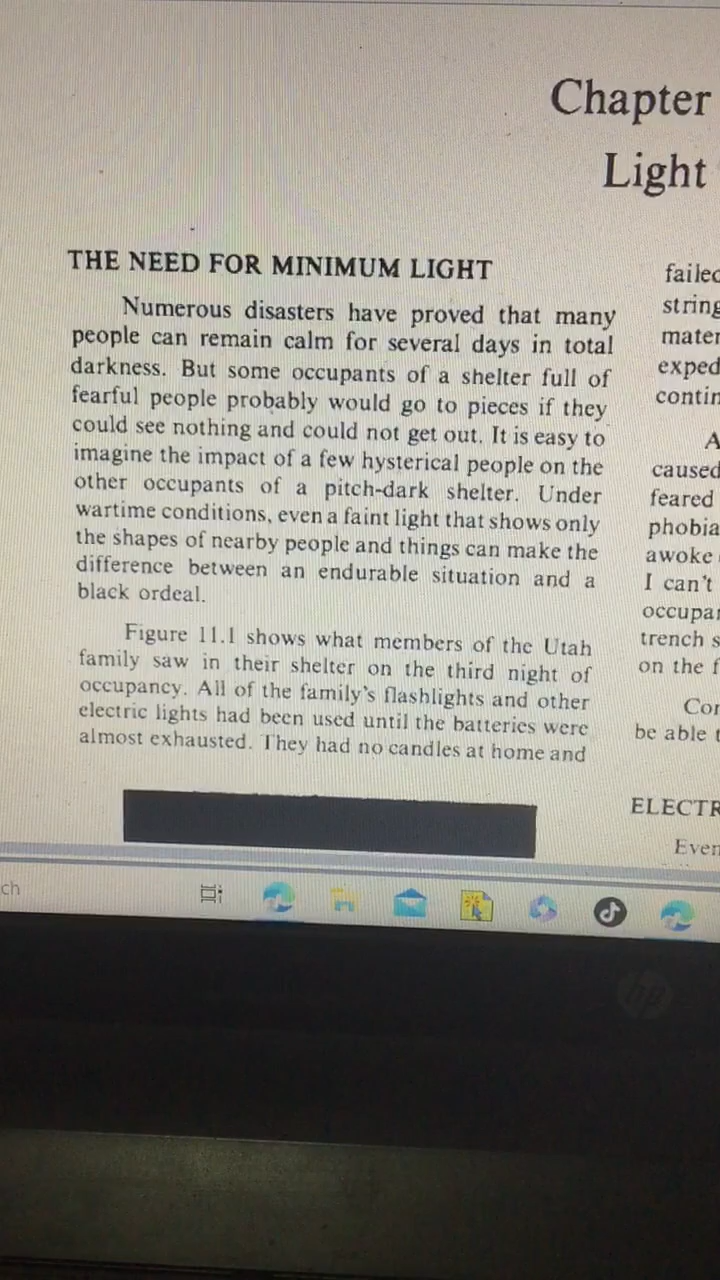 Chapter
Light
THE NEED FOR MINIMUM LIGHT
Numerous disasters have proved that many
people can remain calm for several days in total
darkness. But some occupants of a shelter full of
fearful people probably would go to pieces if they
could see nothing and could not get out. It is easy to
imagine the impact of a few hysterical people on the
other occupants of a pitch-dark shelter. Under
wartime conditions, even a faint light that shows only
the shapes of nearby people and things can make the
difference between an endurable situation and a
black ordeal.
Figure 11.1 shows what members of the Utah
family saw in their shelter on the third night of
occupancy. All of the family's flashlights and other
electric lights had been used until the batteries were
almost exhausted. They had no candles at home and
failed
string
mater
exped
contin
A
caused
feared
phobia
awoke
I can't
occupa
trench s
on the f
Con
be able t
ELECTR
Even
ch
hp